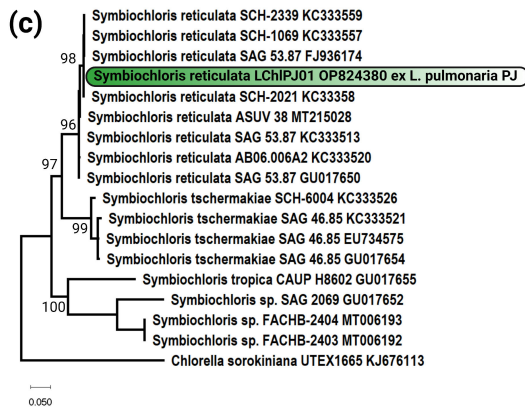 (c)
Symbiochloris reticulata SCH-2339 KC333559
Symbiochloris reticulata SCH-1069 KC333557
98
Symbiochloris reticulata SAG 53.87 FJ936174
Symbiochloris reticulata LChlPJ01 OP824380 ex L. pulmonaria PJ
Symbiochloris reticulata SCH-2021 KC33358
Symbiochloris reticulata ASUV 38 MT215028
96
Symbiochloris reticulata SAG 53.87 KC333513
Symbiochloris reticulata AB06.006A2 KC333520
97
Symbiochloris reticulata SAG 53.87 GU017650
Symbiochloris tschermakiae SCH-6004 KC333526
Symbiochloris tschermakiae SAG 46.85 KC333521
99
Symbiochloris tschermakiae SAG 46.85 EU734575
Symbiochloris tschermakiae SAG 46.85 GU017654
Symbiochloris tropica CAUP H8602 GU017655
Symbiochloris sp. SAG 2069 GU017652
100
Symbiochloris sp. FACHB-2404 MT006193
Symbiochloris sp. FACHB-2403 MT006192
Chlorella sorokiniana UTEX1665 KJ676113
0.050